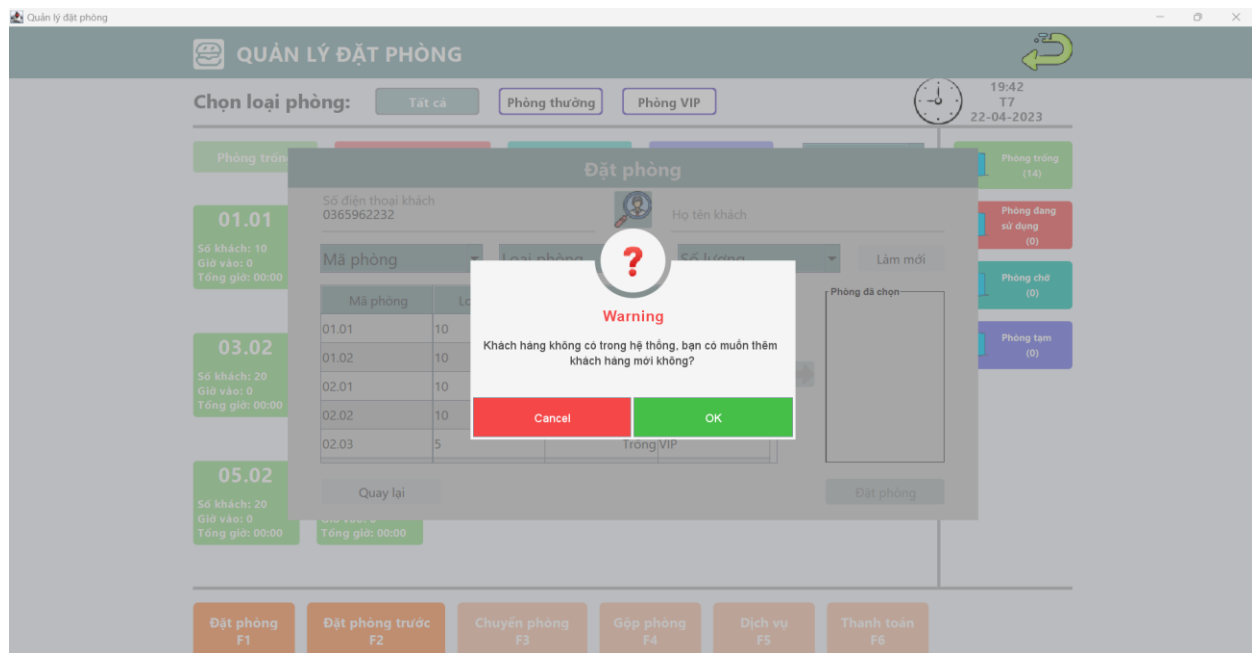 Quản lý đặt phòng
QUẢN LÝ ĐẶT PHÒNG
Chọn loại phòng:
Tất cả
Phòng thường
Phòng VIP
19:42
T7
22-04-2023
Phòng trống
(14)
Phòng đang
sử dụng
(0)
Phòng chờ
(0)
Phòng tạm
(0)
01.01
Số khách: 10
Giờ vào: 0
Tổng giờ: 00:00
03.02
Số khách: 20
Giờ vào: 0
Tổng giờ: 00:00
05.02
Số khách: 20
Giờ vào: 0
Tổng giờ: 00:00
Tổng giờ: 00:00
Đặt phòng
Số điện thoại khách
0365962232
Họ tên khách
Mã phòng
Loại phòng
Số lượng
Làm mới
Mã phòng
01.01 10
01.02 10
02.01 10
02.02 10
02.03 5 Trống VIP
Phòng đã chọn
?
Warning
Khách hàng không có trong hệ thống, bạn có muốn thêm
khách hàng mới không?
Cancel
OK
Quay lại
Đặt phòng
Đặt phòng
F1
Đặt phòng trước
F2
Chuyển phòng
F3
Gộp phòng
F4
Dịch vụ
F5
Thanh toán
F6